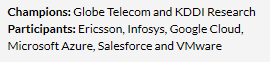 Champions: Globe Telecom and KDDI Research
Participants: Ericsson, Infosys, Google Cloud,
Microsoft Azure, Salesforce and VMware